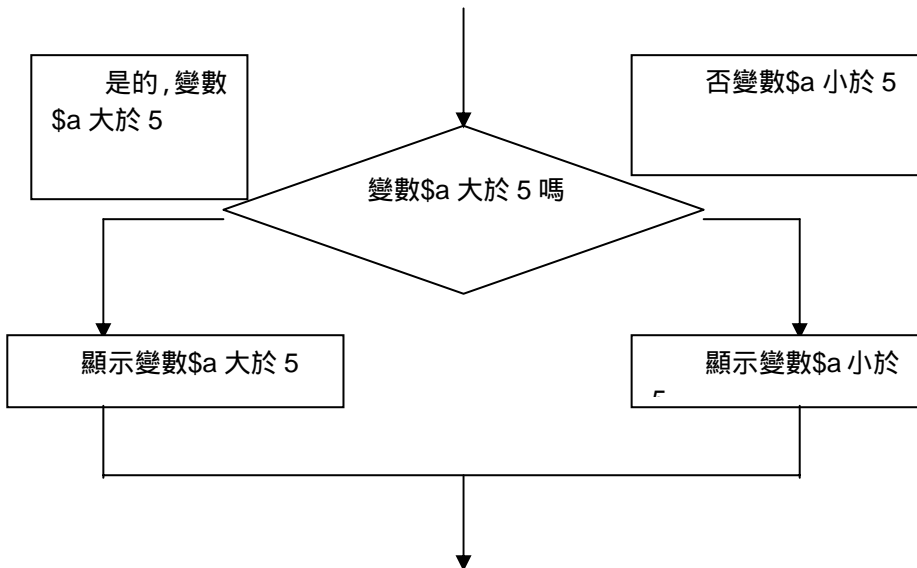 是的,變數
$a 大於 5
否變數$a 小於 5
變數$a 大於 5 嗎
顯示變數$a 大於 5
顯示變數$a 小於